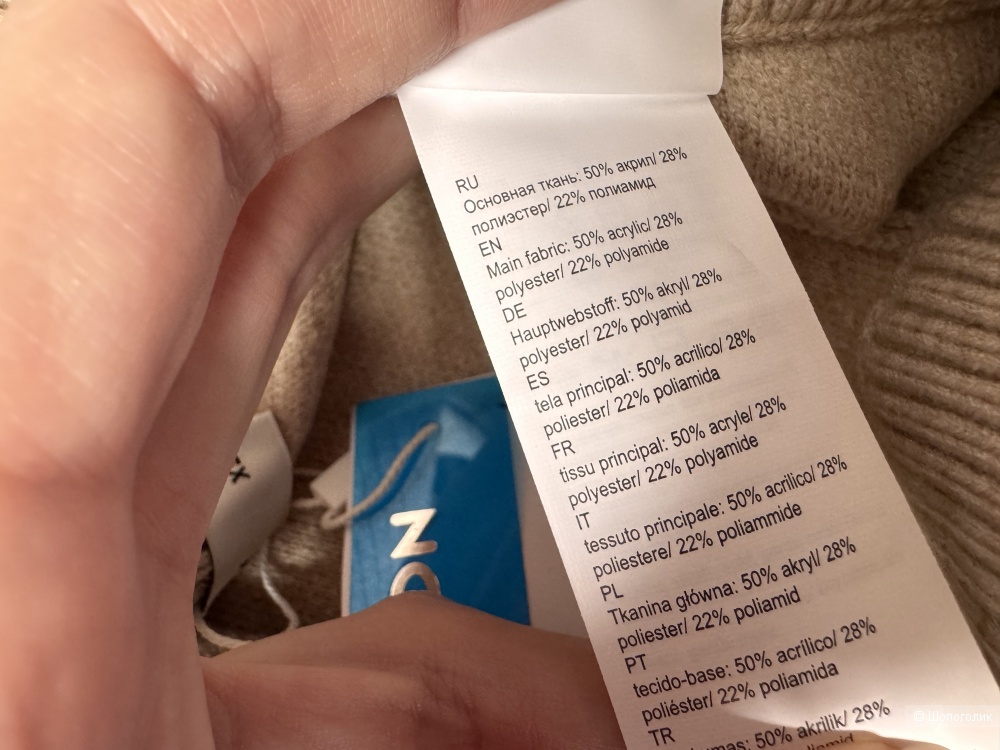 RU
Основная ткань: 50% акрил/ 28%
полиэстер/ 22% полиамид
EN
Main fabric: 50% acrylic/ 28%
polyester/ 22% polyamide
DE
Hauptwebstoff: 50% akryl/ 28%
polyester/ 22% polyamid
ES
tela principal: 50% acrílico/ 28%
poliester/ 22% poliamida
FR
tissu principal: 50% acryle/ 28%
polyester/ 22% polyamide
IT
tessuto principale: 50% acrilico/ 28%
poliestere/ 22% poliammide
PL
Tkanina główna: 50% akryl/ 28%
poliester/ 22% poliamid
PT
tecido-base: 50% acrílico/ 28%
poliéster/ 22% poliamida
TR
50% akrilik/ 28%
Шопоголик